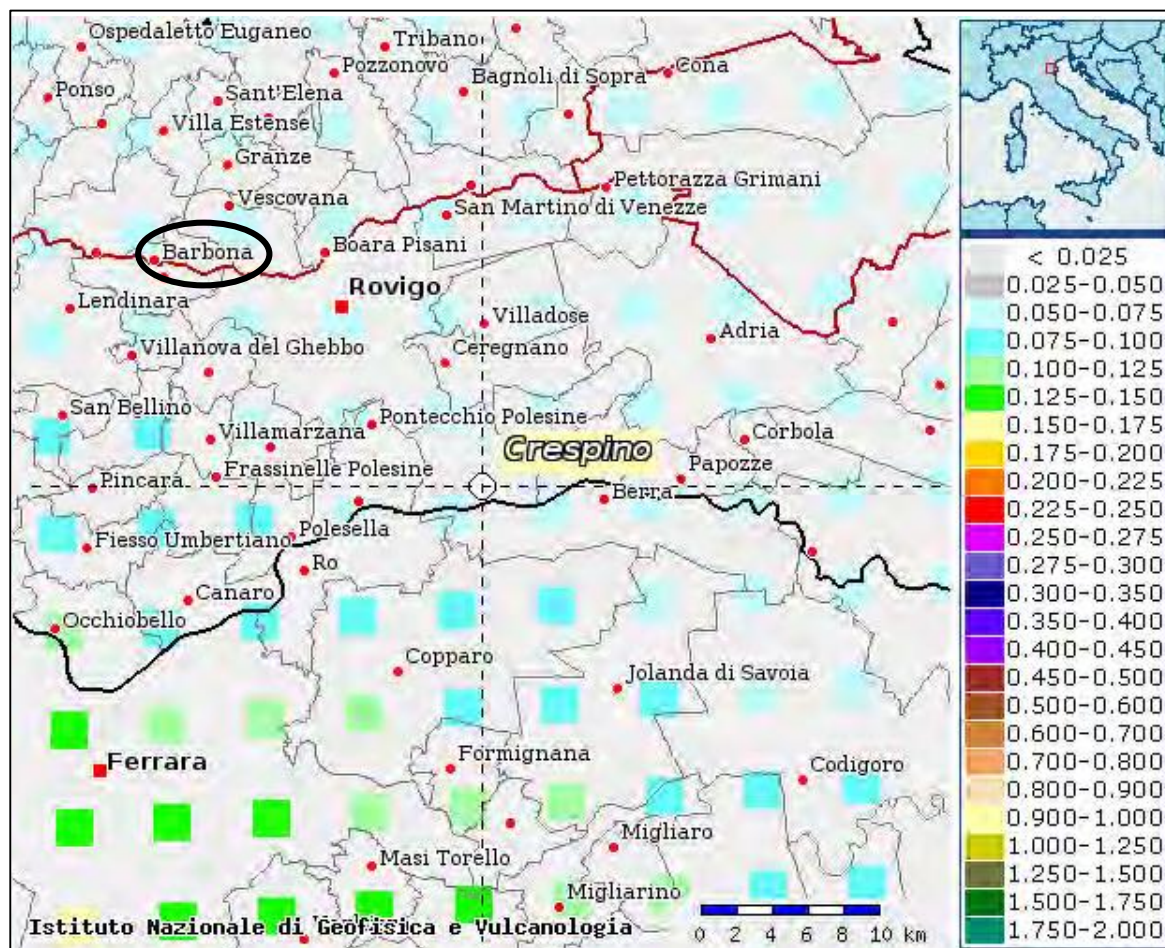 Ospedaletto Euganeo
Tribano
Pozzonovo
Bagnoli di Sopra
Cona
Ponso
Sant'Elena
Villa Estense
Granze
Pettorazza Grimani
Vescovana
San Martino di Venezze
Barbona
Boara Pisani
Rovigo
Lendinara
Villadose
Adria
Villanova del Ghebbo
Ceregnano
San Bellino
Pontecchio Polesine
Villamarzana
Crespino
Corbola
Frassinelle Polesine
Papozze
Pincara
Berra
Fiesso Umbertiano
Polesella
Ro
Canaro
Occhiobello
Copparo
Jolanda di Savoia
Ferrara
Formignana
Codigoro
Migliaro
Masi Torello
Migliarino
Istituto Nazionale di Geofisica e Vulcanologia
0 2 4 6 8 10 km
< 0.025
0.025-0.050
0.050-0.075
0.075-0.100
0.100-0.125
0.125-0.150
0.150-0.175
0.175-0.200
0.200-0.225
0.225-0.250
0.250-0.275
0.275-0.300
0.300-0.350
0.350-0.400
0.400-0.450
0.450-0.500
0.500-0.600
0.600-0.700
0.700-0.800
0.800-0.900
0.900-1.000
1.000-1.250
1.250-1.500
1.500-1.750
1.750-2.000